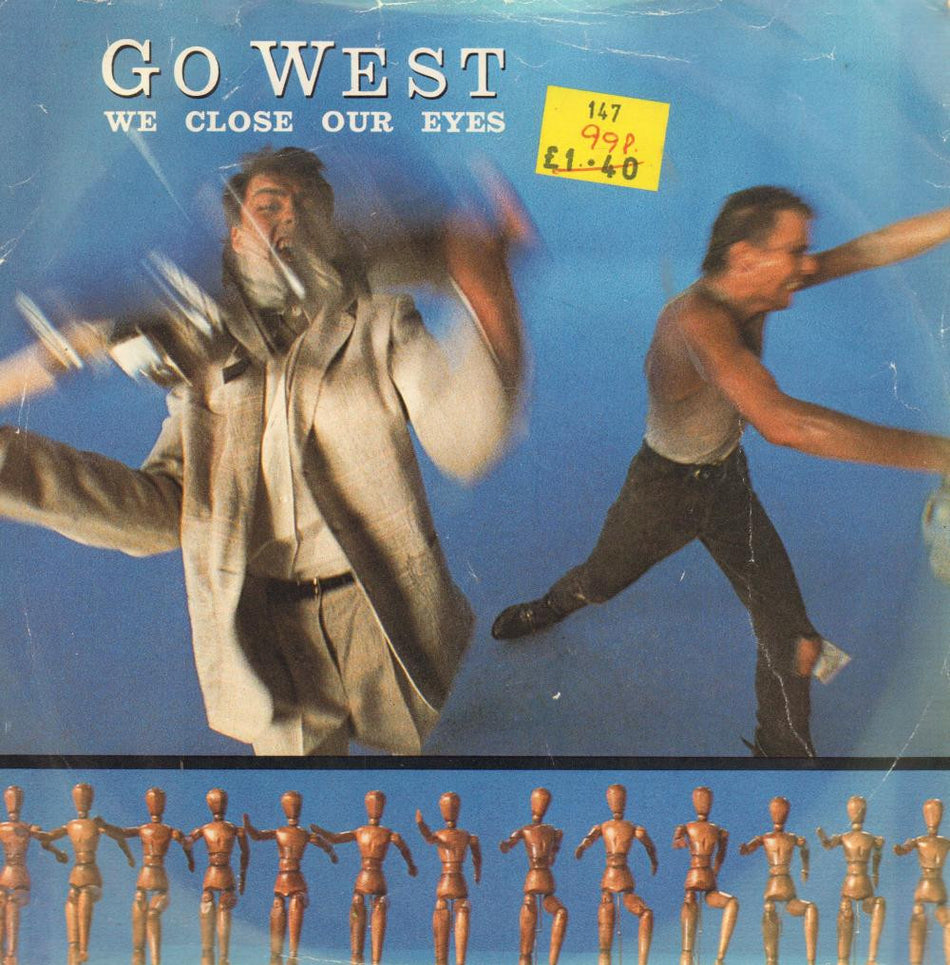 GO WEST
WE CLOSE OUR EYES
147
99p.
£1.40